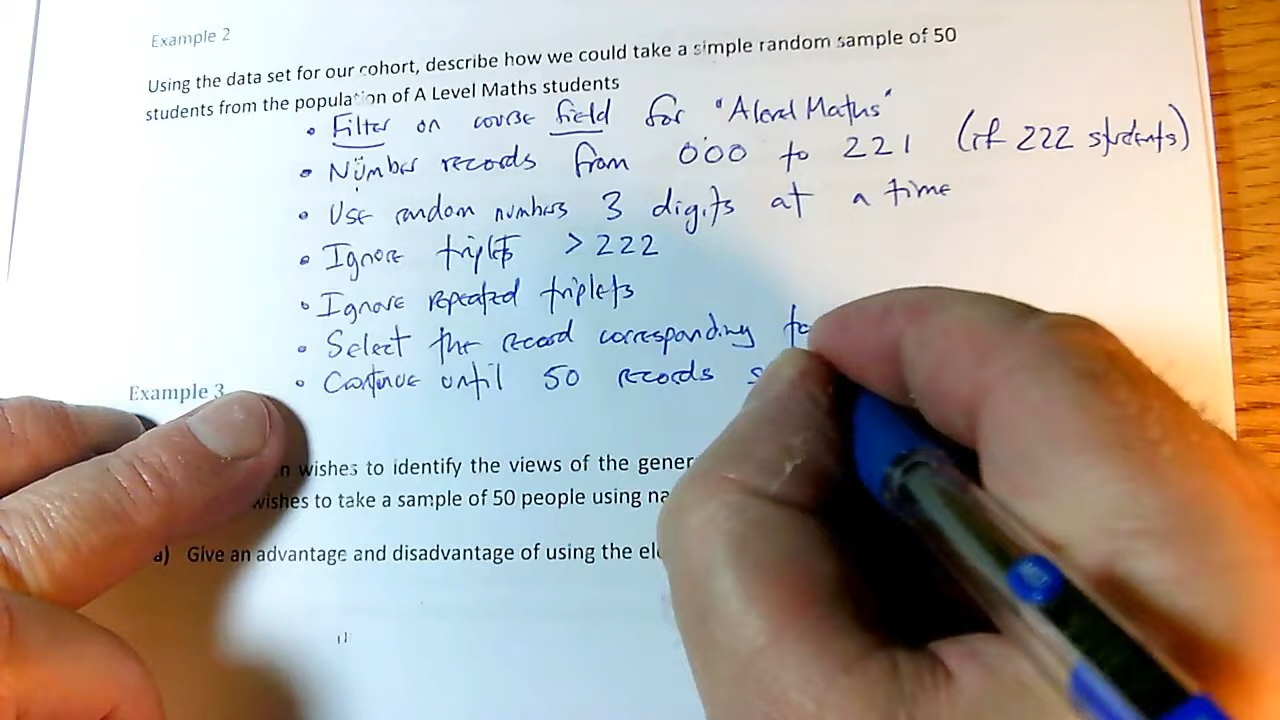 Example 2
Using the data set for our cohort, describe how we could take a simple random sample of 50
students from the population of A Level Maths students
• Filter on course field for "A level Maths"
• Number records from 000 to 221 (if 222 students)
• Use random numbers 3 digits at a time
• Ignore triplets > 222
• Ignore repeated triplets
• Select the record corresponding to
• Continue until 50 records s
Example 3
wishes to identify the views of the gener
wishes to take a sample of 50 people using na
a) Give an advantage and disadvantage of using the ele